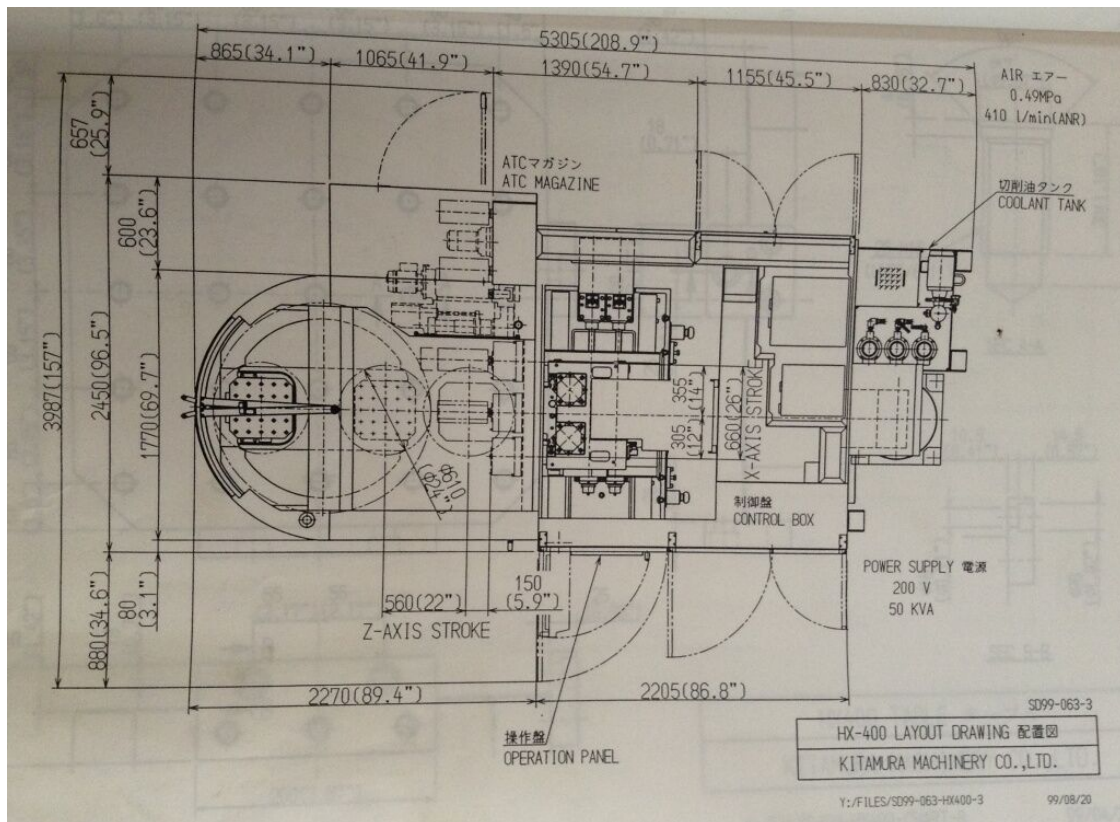 5305(208.9")
865(34.1")
1065(41.9")
1390(54.7")
1155(45.5")
830(32.7")
AIR エアー
0.49MPa
410 l/min(ANR)
657
(25.9")
ATCマガジン
ATC MAGAZINE
切削油タンク
COOLANT TANK
600
(23.6")
3987(157")
2450(96.5")
1770(69.7")
355
(14")
305
(12")
660(26")
X-AXIS STROKE
Φ610
(Φ24")
制御盤
CONTROL BOX
POWER SUPPLY 電源
200 V
50 KVA
150
(5.9")
560(22")
Z-AXIS STROKE
80
(3.1")
880(34.6")
2270(89.4")
2205(86.8")
操作盤
OPERATION PANEL
SD99-063-3
HX-400 LAYOUT DRAWING 配置図
KITAMURA MACHINERY CO.,LTD.
Y:/FILES/SD99-063-HX400-3 99/08/20